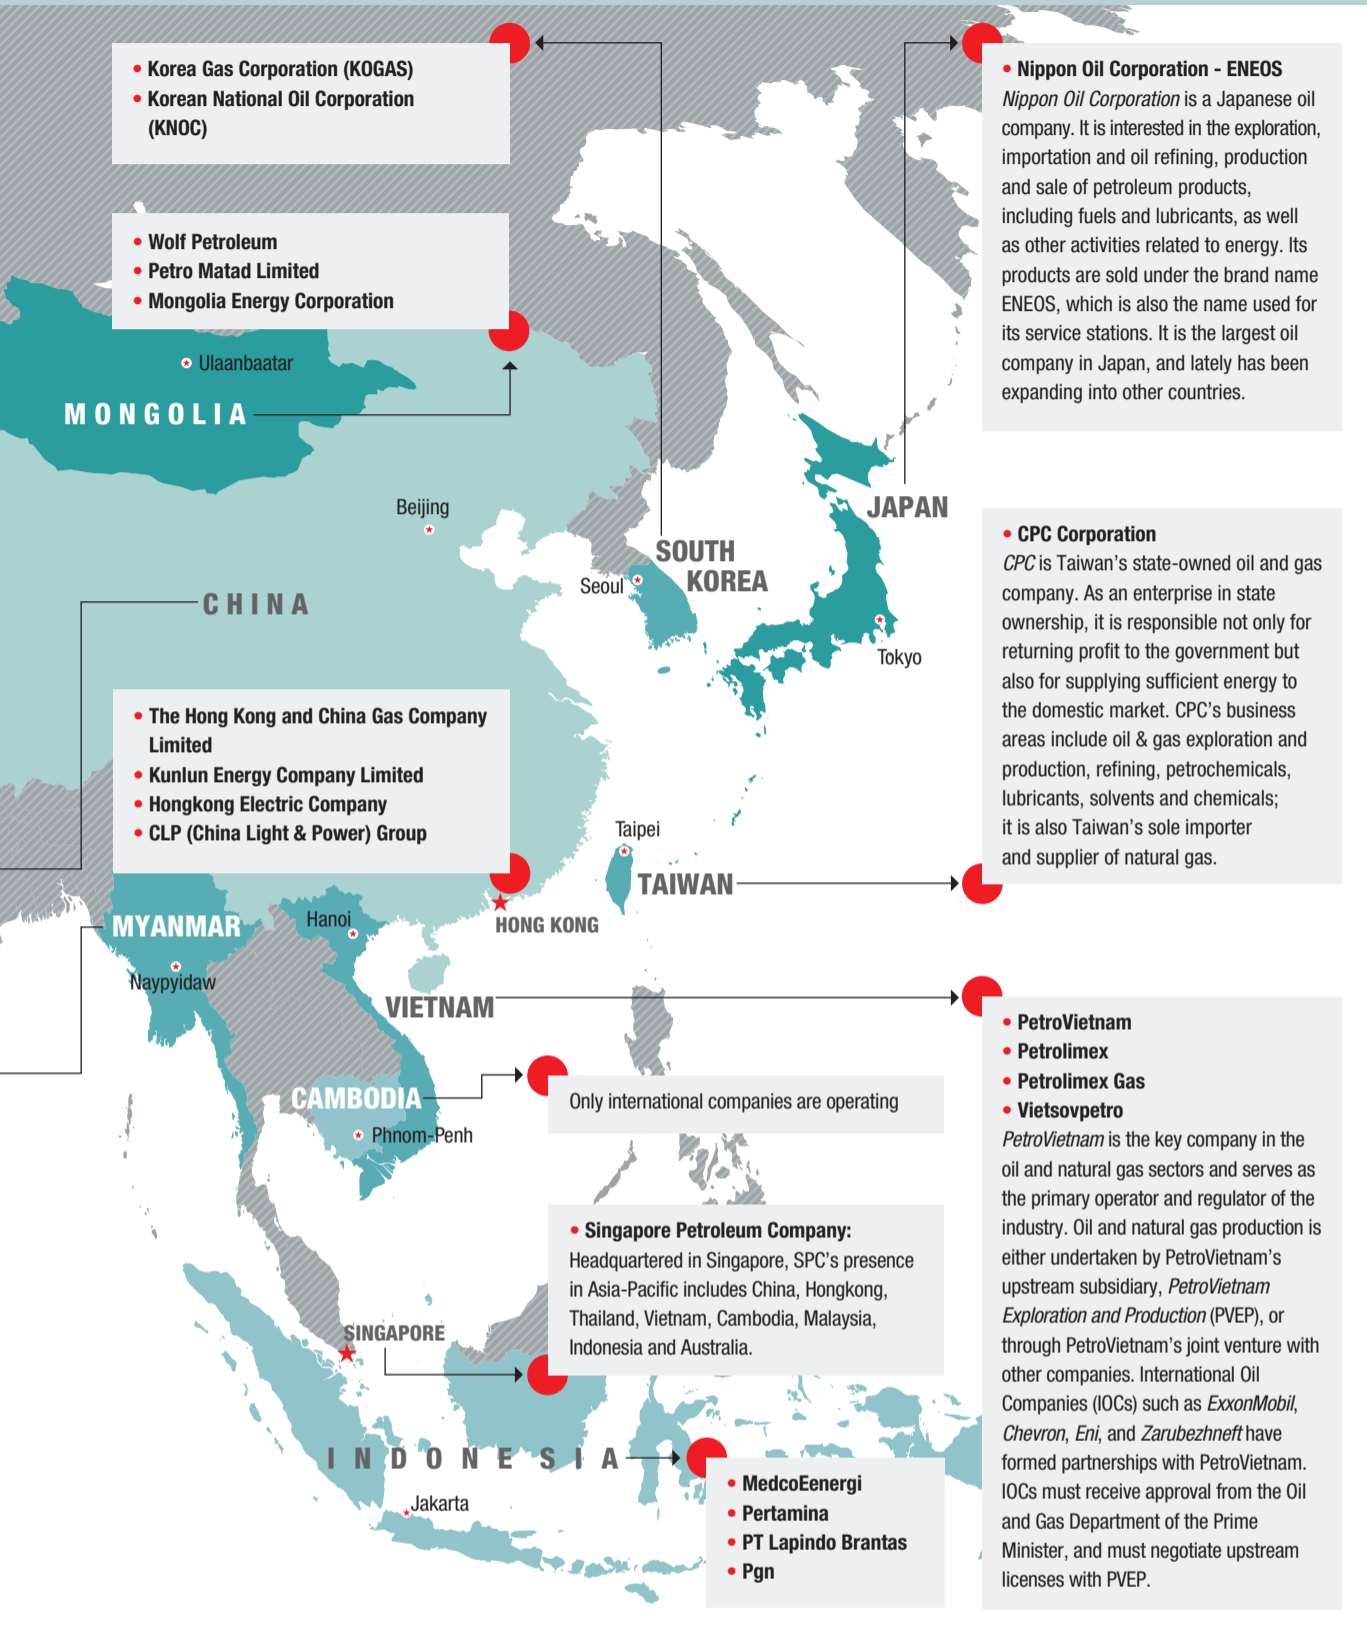 • Korea Gas Corporation (KOGAS)
• Korean National Oil Corporation
(KNOC)
• Wolf Petroleum
• Petro Matad Limited
• Mongolia Energy Corporation
Ulaanbaatar
MONGOLIA
Beijing
CHINA
SOUTH
KOREA
Seoul
JAPAN
Tokyo
• Nippon Oil Corporation - ENEOS
Nippon Oil Corporation is a Japanese oil
company. It is interested in the exploration,
importation and oil refining, production
and sale of petroleum products,
including fuels and lubricants, as well
as other activities related to energy. Its
products are sold under the brand name
ENEOS, which is also the name used for
its service stations. It is the largest oil
company in Japan, and lately has been
expanding into other countries.
• CPC Corporation
CPC is Taiwan's state-owned oil and gas
company. As an enterprise in state
ownership, it is responsible not only for
returning profit to the government but
also for supplying sufficient energy to
the domestic market. CPC's business
areas include oil & gas exploration and
production, refining, petrochemicals,
lubricants, solvents and chemicals;
it is also Taiwan's sole importer
and supplier of natural gas.
• The Hong Kong and China Gas Company
Limited
• Kunlun Energy Company Limited
• Hongkong Electric Company
• CLP (China Light & Power) Group
Taipei
TAIWAN
HONG KONG
MYANMAR
Naypyidaw
Hanoi
VIETNAM
CAMBODIA
Phnom-Penh
Only international companies are operating
• PetroVietnam
• Petrolimex
• Petrolimex Gas
• Vietsovpetro
PetroVietnam is the key company in the
oil and natural gas sectors and serves as
the primary operator and regulator of the
industry. Oil and natural gas production is
either undertaken by PetroVietnam's
upstream subsidiary, PetroVietnam
Exploration and Production (PVEP), or
through PetroVietnam's joint venture with
other companies. International Oil
Companies (IOCs) such as ExxonMobil,
Chevron, Eni, and Zarubezhneft have
formed partnerships with PetroVietnam.
IOCs must receive approval from the Oil
and Gas Department of the Prime
Minister, and must negotiate upstream
licenses with PVEP.
• Singapore Petroleum Company:
Headquartered in Singapore, SPC's presence
in Asia-Pacific includes China, Hongkong,
Thailand, Vietnam, Cambodia, Malaysia,
Indonesia and Australia.
SINGAPORE
INDONESIA
Jakarta
• MedcoEenergi
• Pertamina
• PT Lapindo Brantas
• Pgn